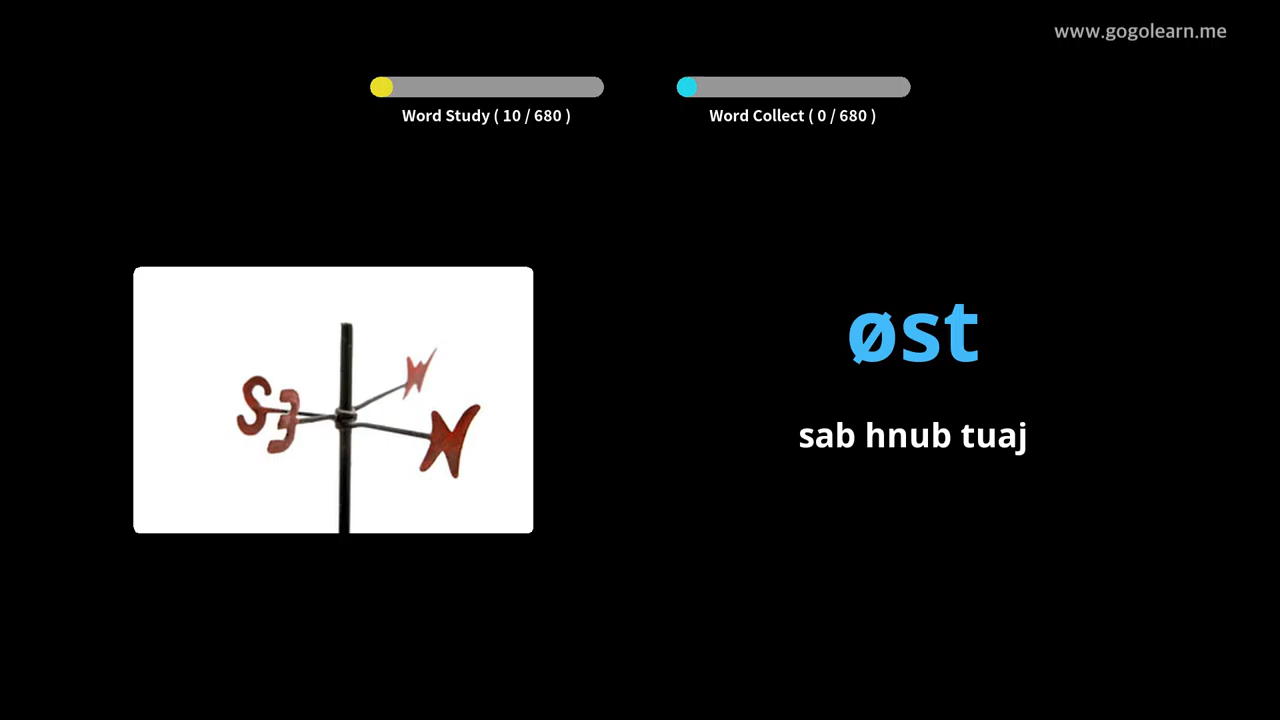 www.gogolearn.me
Word Study ( 10 / 680 )
Word Collect ( 0 / 680 )
S E N W
øst
sab hnub tuaj